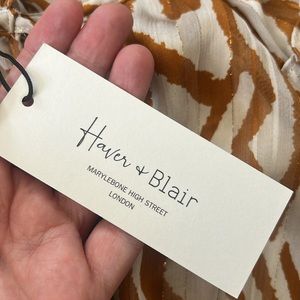 Haver & Blair
MARYLEBONE HIGH STREET
LONDON